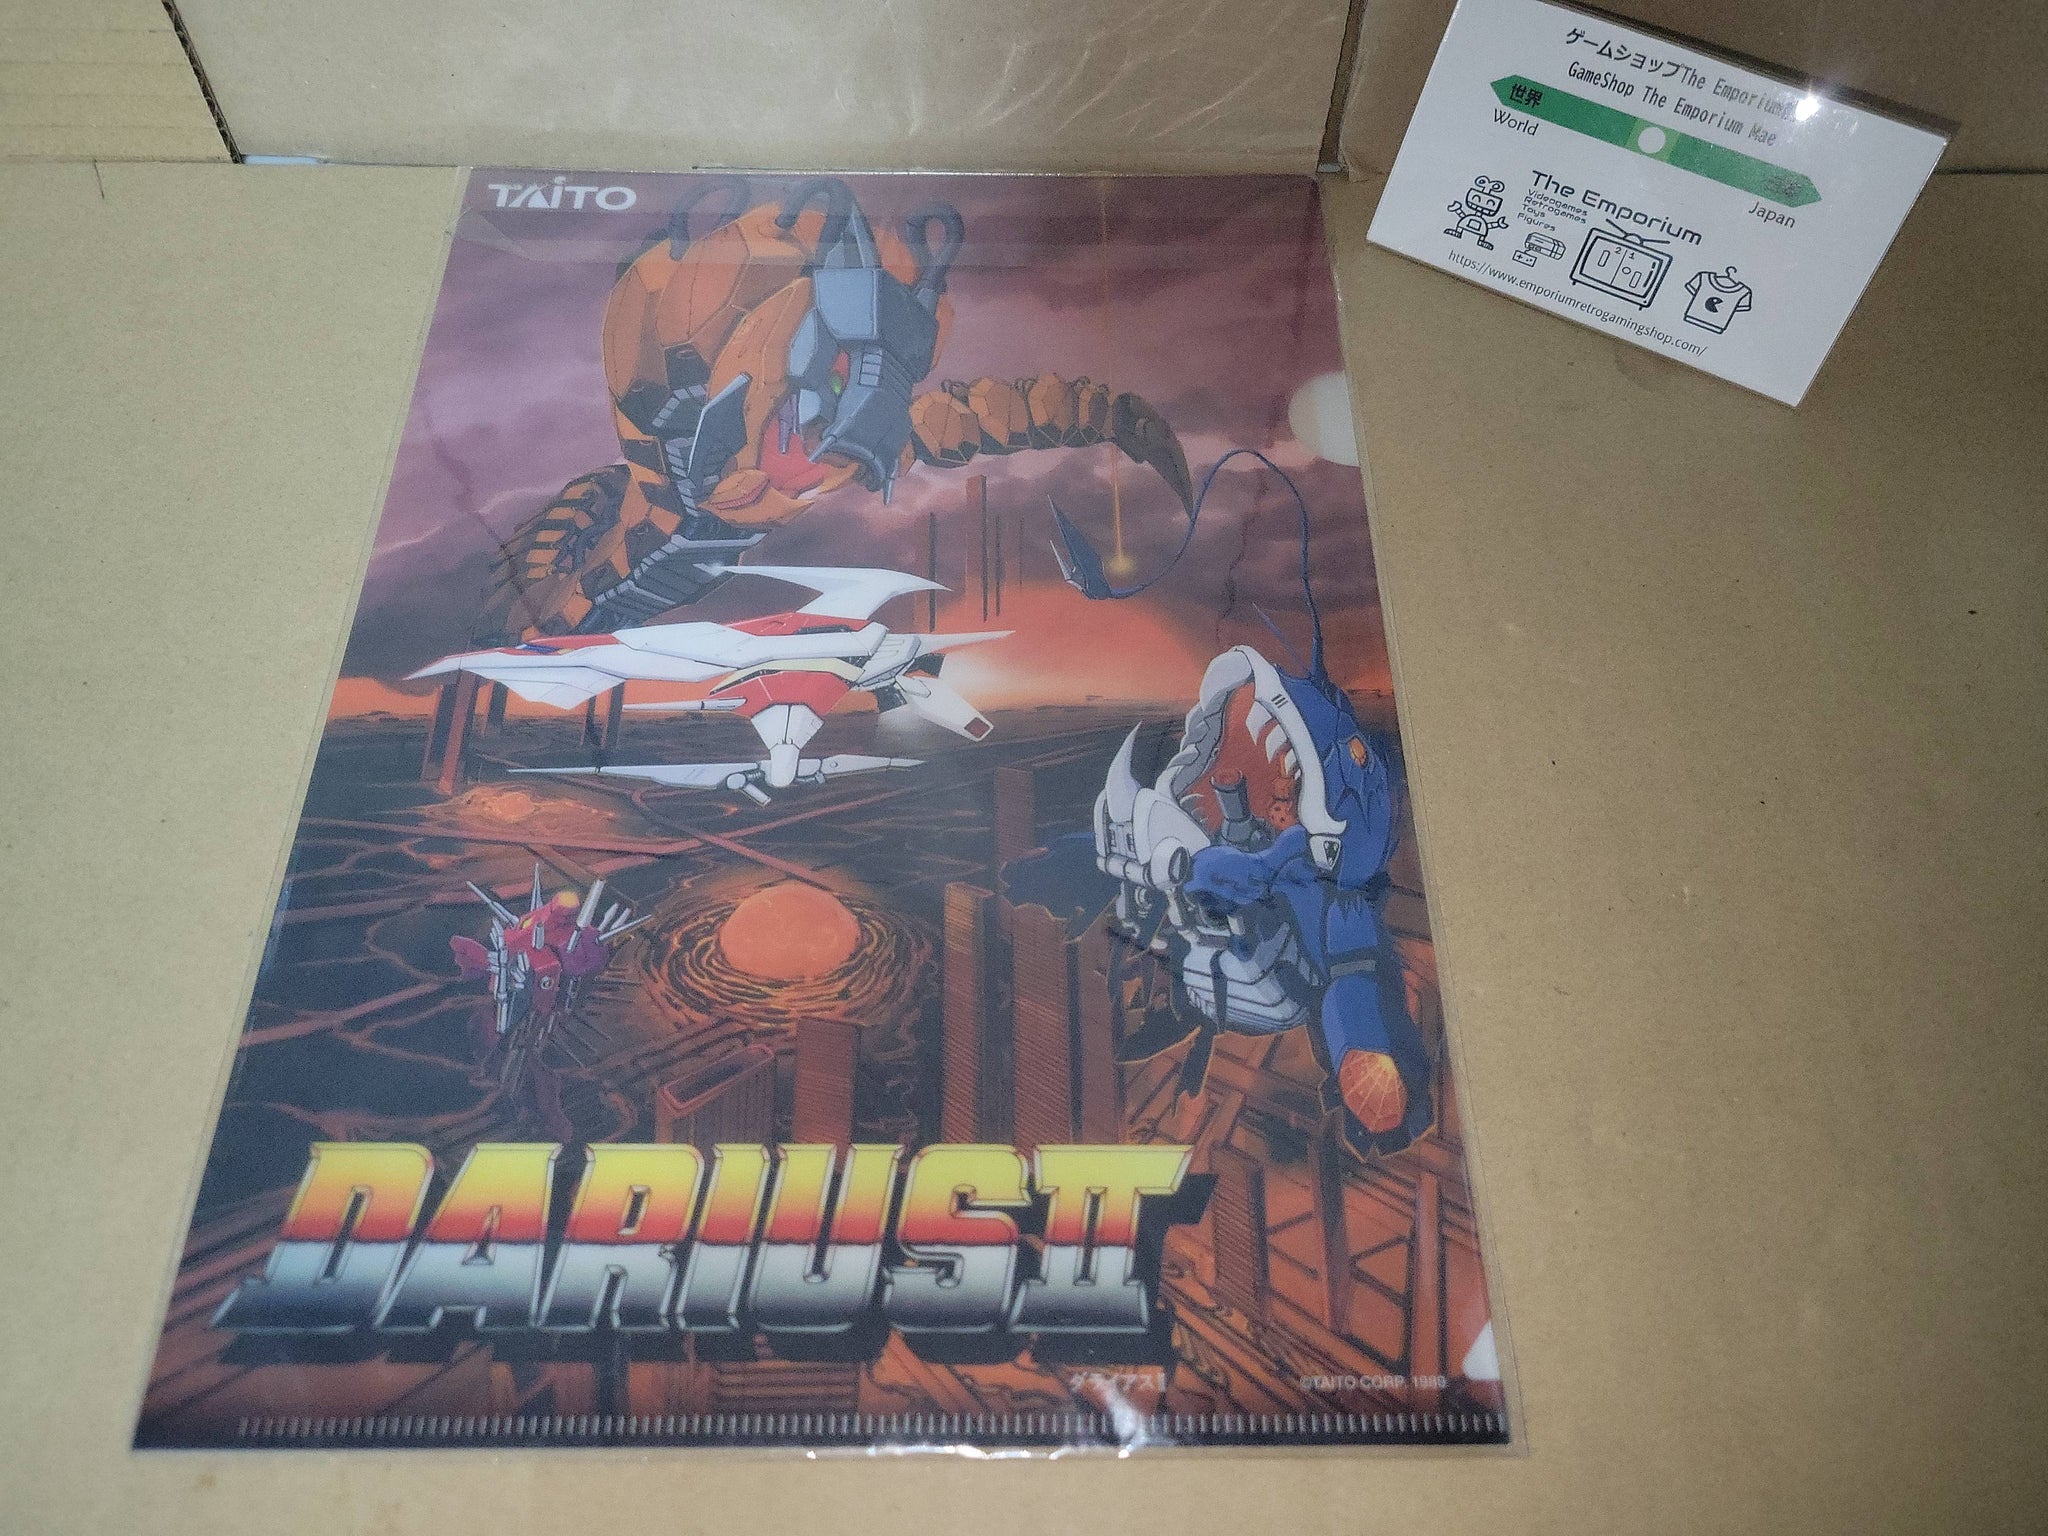 TAITO
DARIUS II
ダライアスII
©TAITO CORP. 1989
ゲームショップThe Emporium
GameShop The Emporium Mae
世界
World
Japan
The Emporium
Videogames
Retrogames
Toys
Figures
2 1
https://www.emporiumretrogamingshop.com/